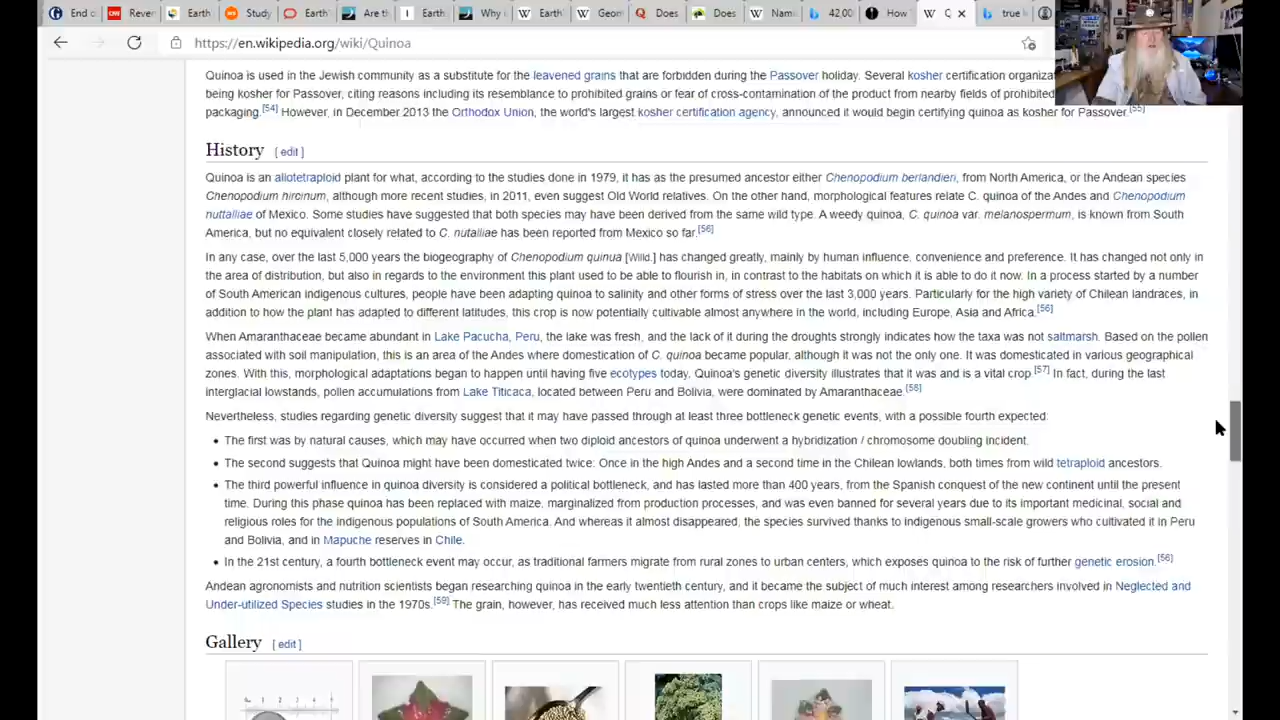 End o
Rever
Earth
Study
Earth
Are th
Earth
Why
Earth
Geon
Does
Does
Nami
42,00
How
Q
true l
https://en.wikipedia.org/wiki/Quinoa
Quinoa is used in the Jewish community as a substitute for the leavened grains that are forbidden during the Passover holiday. Several kosher certification organiza
being kosher for Passover, citing reasons including its resemblance to prohibited grains or fear of cross-contamination of the product from nearby fields of prohibited
packaging.[54] However, in December 2013 the Orthodox Union, the world's largest kosher certification agency, announced it would begin certifying quinoa as kosher for Passover.[55]
History [ edit ]
Quinoa is an allotetraploid plant for what, according to the studies done in 1979, it has as the presumed ancestor either Chenopodium berlandieri, from North America, or the Andean species
Chenopodium hircinum, although more recent studies, in 2011, even suggest Old World relatives. On the other hand, morphological features relate C. quinoa of the Andes and Chenopodium
nuttalliae of Mexico. Some studies have suggested that both species may have been derived from the same wild type. A weedy quinoa, C. quinoa var. melanospermum, is known from South
America, but no equivalent closely related to C. nutalliae has been reported from Mexico so far.[56]
In any case, over the last 5,000 years the biogeography of Chenopodium quinua [Wild.] has changed greatly, mainly by human influence, convenience and preference. It has changed not only in
the area of distribution, but also in regards to the environment this plant used to be able to flourish in, in contrast to the habitats on which it is able to do it now. In a process started by a number
of South American indigenous cultures, people have been adapting quinoa to salinity and other forms of stress over the last 3,000 years. Particularly for the high variety of Chilean landraces, in
addition to how the plant has adapted to different latitudes, this crop is now potentially cultivable almost anywhere in the world, including Europe, Asia and Africa.[56]
When Amaranthaceae became abundant in Lake Pacucha, Peru, the lake was fresh, and the lack of it during the droughts strongly indicates how the taxa was not saltmarsh. Based on the pollen
associated with soil manipulation, this is an area of the Andes where domestication of C. quinoa became popular, although it was not the only one. It was domesticated in various geographical
zones. With this, morphological adaptations began to happen until having five ecotypes today. Quinoa's genetic diversity illustrates that it was and is a vital crop.[57] In fact, during the last
interglacial lowstands, pollen accumulations from Lake Titicaca, located between Peru and Bolivia, were dominated by Amaranthaceae.[58]
Nevertheless, studies regarding genetic diversity suggest that it may have passed through at least three bottleneck genetic events, with a possible fourth expected:
• The first was by natural causes, which may have occurred when two diploid ancestors of quinoa underwent a hybridization / chromosome doubling incident.
• The second suggests that Quinoa might have been domesticated twice: Once in the high Andes and a second time in the Chilean lowlands, both times from wild tetraploid ancestors.
• The third powerful influence in quinoa diversity is considered a political bottleneck, and has lasted more than 400 years, from the Spanish conquest of the new continent until the present
time. During this phase quinoa has been replaced with maize, marginalized from production processes, and was even banned for several years due to its important medicinal, social and
religious roles for the indigenous populations of South America. And whereas it almost disappeared, the species survived thanks to indigenous small-scale growers who cultivated it in Peru
and Bolivia, and in Mapuche reserves in Chile.
• In the 21st century, a fourth bottleneck event may occur, as traditional farmers migrate from rural zones to urban centers, which exposes quinoa to the risk of further genetic erosion.[56]
Andean agronomists and nutrition scientists began researching quinoa in the early twentieth century, and it became the subject of much interest among researchers involved in Neglected and
Under-utilized Species studies in the 1970s.[59] The grain, however, has received much less attention than crops like maize or wheat.
Gallery [ edit ]